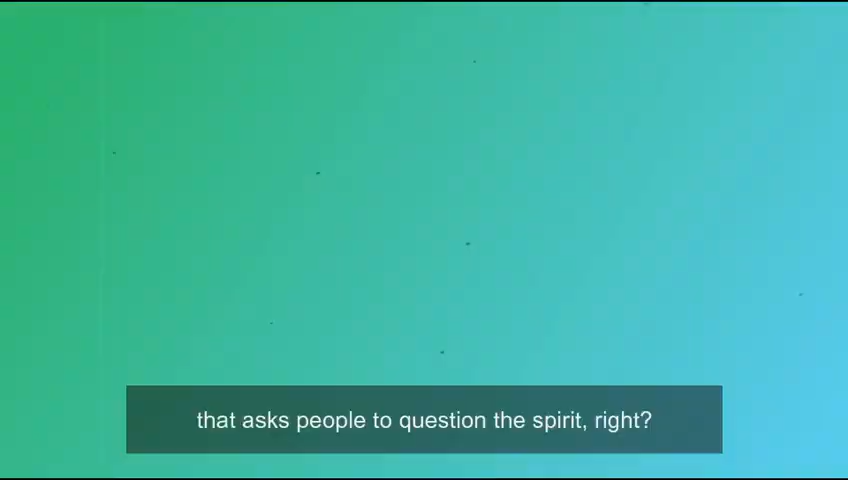 that asks people to question the spirit, right?